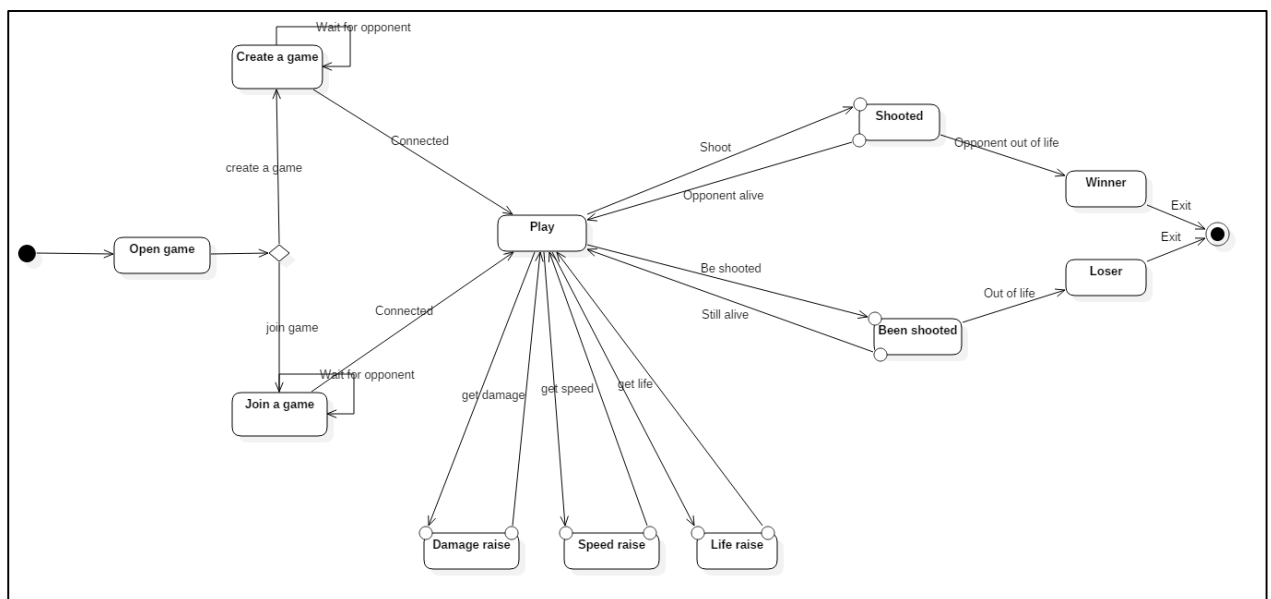 Wait for opponent
Create a game
Connected
create a game
Shoot
Shooted
Opponent out of life
Opponent alive
Winner
Exit
Open game
Play
Be shooted
Exit
Loser
Still alive
Out of life
Been shooted
Connected
join game
Wait for opponent
Join a game
get damage
get speed
get life
Damage raise
Speed raise
Life raise